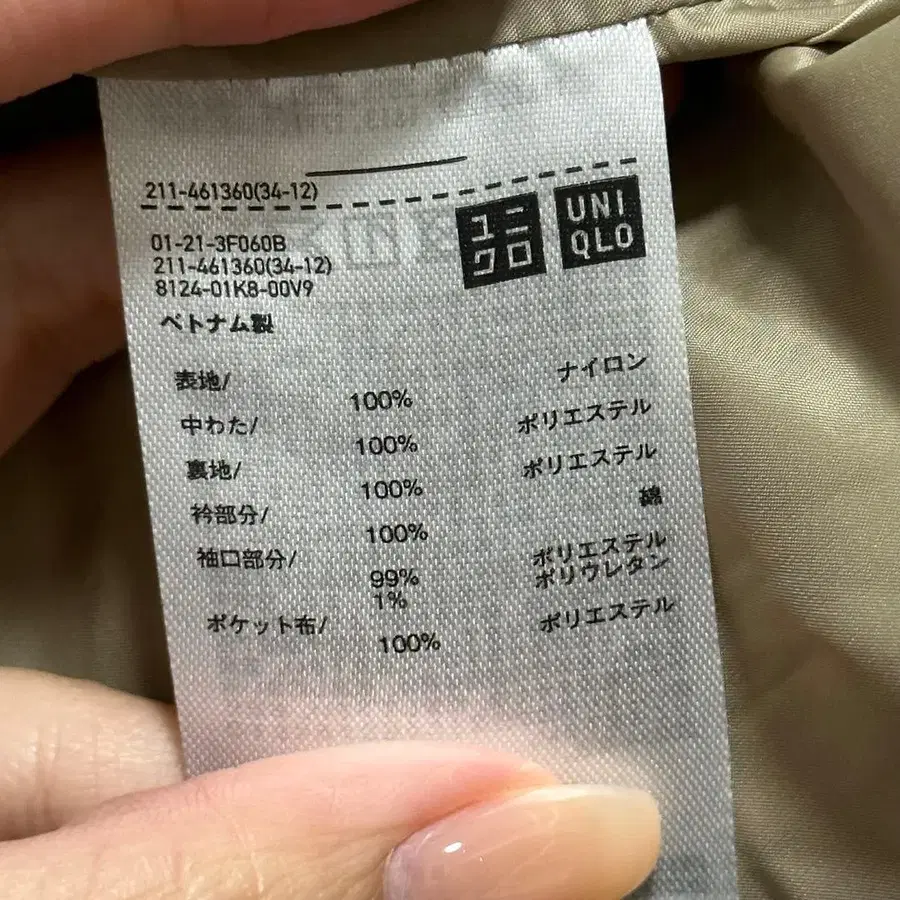 211-461360(34-12)
ユニクロ
UNIQLO
01-21-3F060B
211-461360(34-12)
8124-01K8-00V9
ベトナム製
表地/ 100% ナイロン
中わた/ 100% ポリエステル
裏地/ 100% ポリエステル
衿部分/ 100% 綿
袖口部分/ 99% ポリエステル
1% ポリウレタン
ポケット布/ 100% ポリエステル